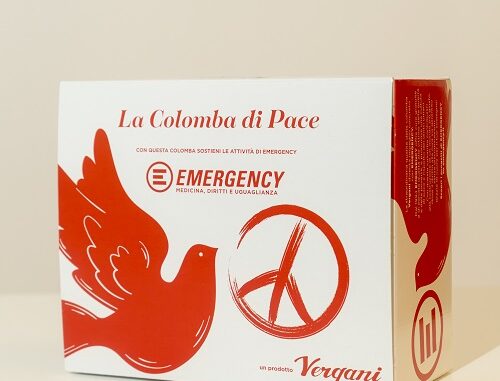 La Colomba di Pace
CON QUESTA COLOMBA SOSTIENI LE ATTIVITÀ DI EMERGENCY
EMERGENCY
MEDICINA, DIRITTI E UGUAGLIANZA
un prodotto Vergani